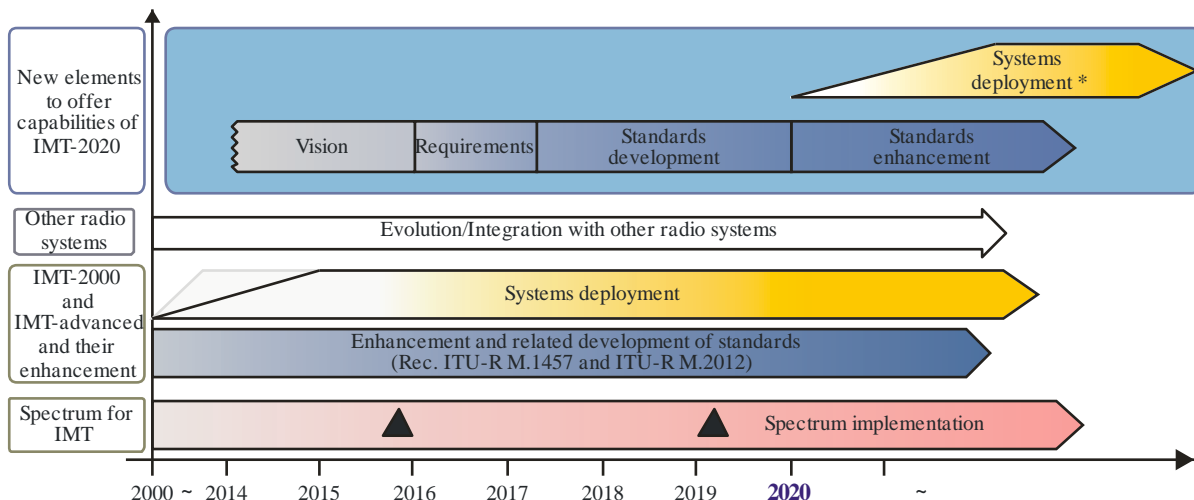 New elements
to offer
capabilities of
IMT-2020
Systems
deployment *
Vision
Requirements
Standards
development
Standards
enhancement
Other radio
systems
Evolution/Integration with other radio systems
IMT-2000
and
IMT-advanced
and their
enhancement
Systems deployment
Enhancement and related development of standards
(Rec. ITU-R M.1457 and ITU-R M.2012)
Spectrum for
IMT
Spectrum implementation
2000 ~ 2014 2015 2016 2017 2018 2019 2020 ~